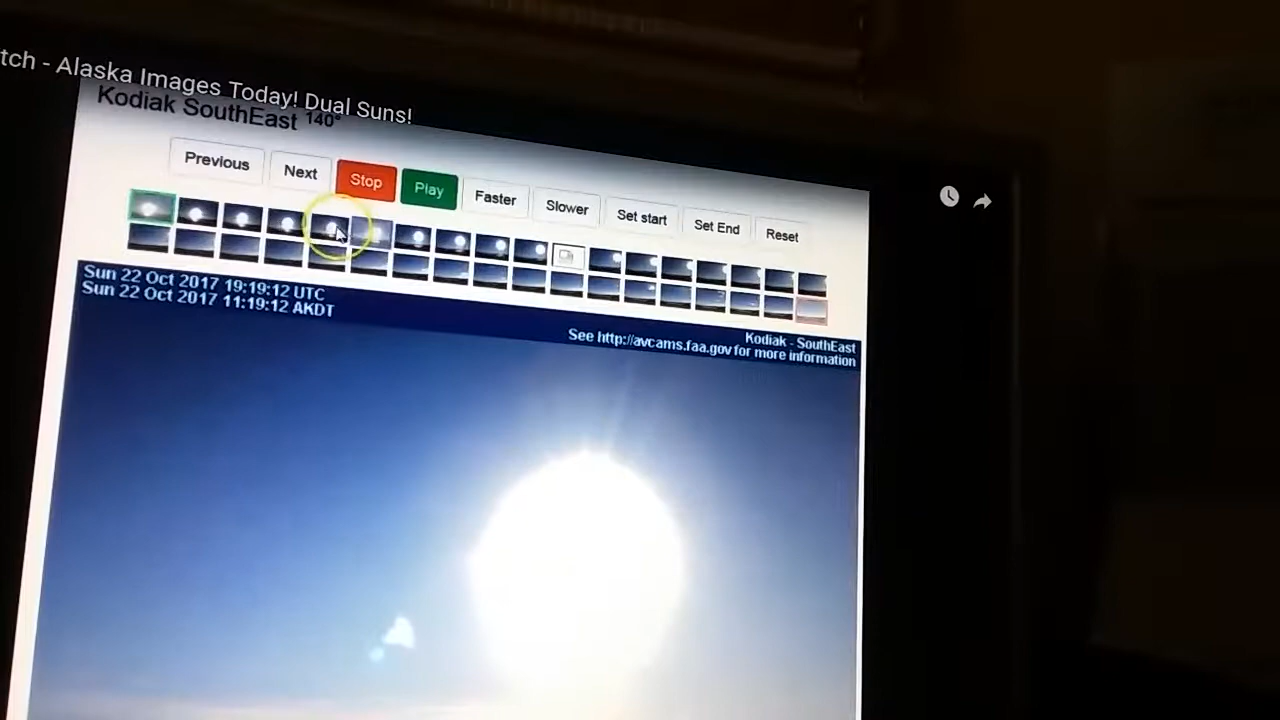 tch - Alaska Images Today! Dual Suns!
Kodiak SouthEast 140°
Previous Next Stop Play Faster Slower Set start Set End Reset
Sun 22 Oct 2017 19:19:12 UTC
Sun 22 Oct 2017 11:19:12 AKDT
Kodiak - SouthEast
See http://avcams.faa.gov for more information